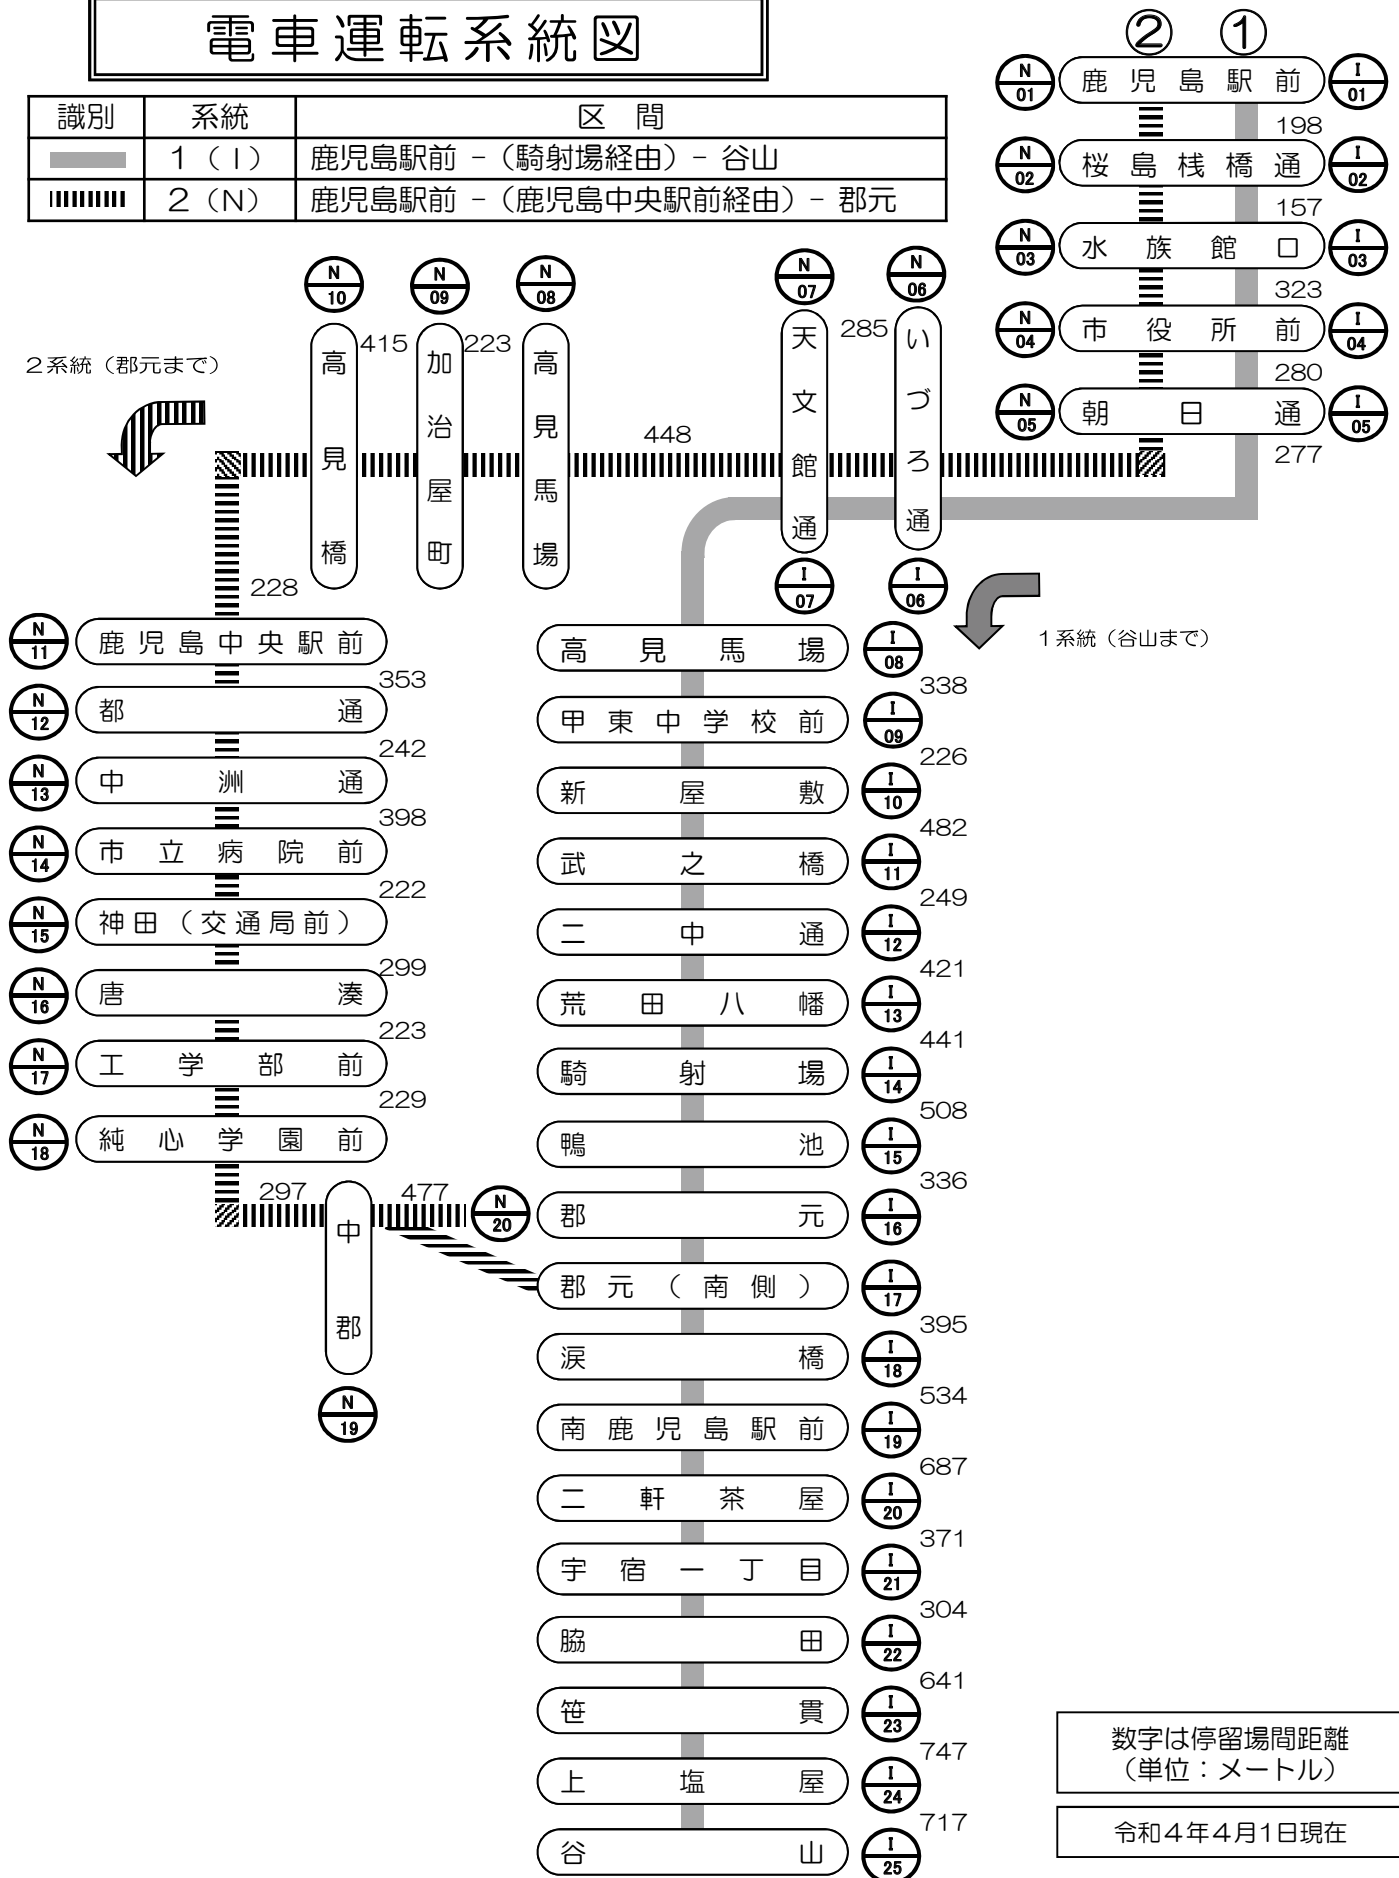 電車運転系統図
識別 系統 区間
1（I） 鹿児島駅前 −（騎射場経由）− 谷山
2（N） 鹿児島駅前 −（鹿児島中央駅前経由）− 郡元
② ①
N 01 鹿児島駅前 I 01
198
N 02 桜島桟橋通 I 02
157
N 03 水族館口 I 03
323
N 04 市役所前 I 04
280
N 05 朝日通 I 05
277
N 06 いづろ通 I 06
285
N 07 天文館通 I 07
448
N 08 高見馬場
223
N 09 加治屋町
415
N 10 高見橋
2系統（郡元まで）
228
N 11 鹿児島中央駅前
353
N 12 都通
242
N 13 中洲通
398
N 14 市立病院前
222
N 15 神田（交通局前）
299
N 16 唐湊
223
N 17 工学部前
229
N 18 純心学園前
297
中郡
N 19
477
N 20
1系統（谷山まで）
高見馬場 I 08
338
甲東中学校前 I 09
226
新屋敷 I 10
482
武之橋 I 11
249
二中通 I 12
421
荒田八幡 I 13
441
騎射場 I 14
508
鴨池 I 15
336
郡元 I 16
郡元（南側） I 17
395
涙橋 I 18
534
南鹿児島駅前 I 19
687
二軒茶屋 I 20
371
宇宿一丁目 I 21
304
脇田 I 22
641
笹貫 I 23
747
上塩屋 I 24
717
谷山 I 25
数字は停留場間距離
（単位：メートル）
令和4年4月1日現在